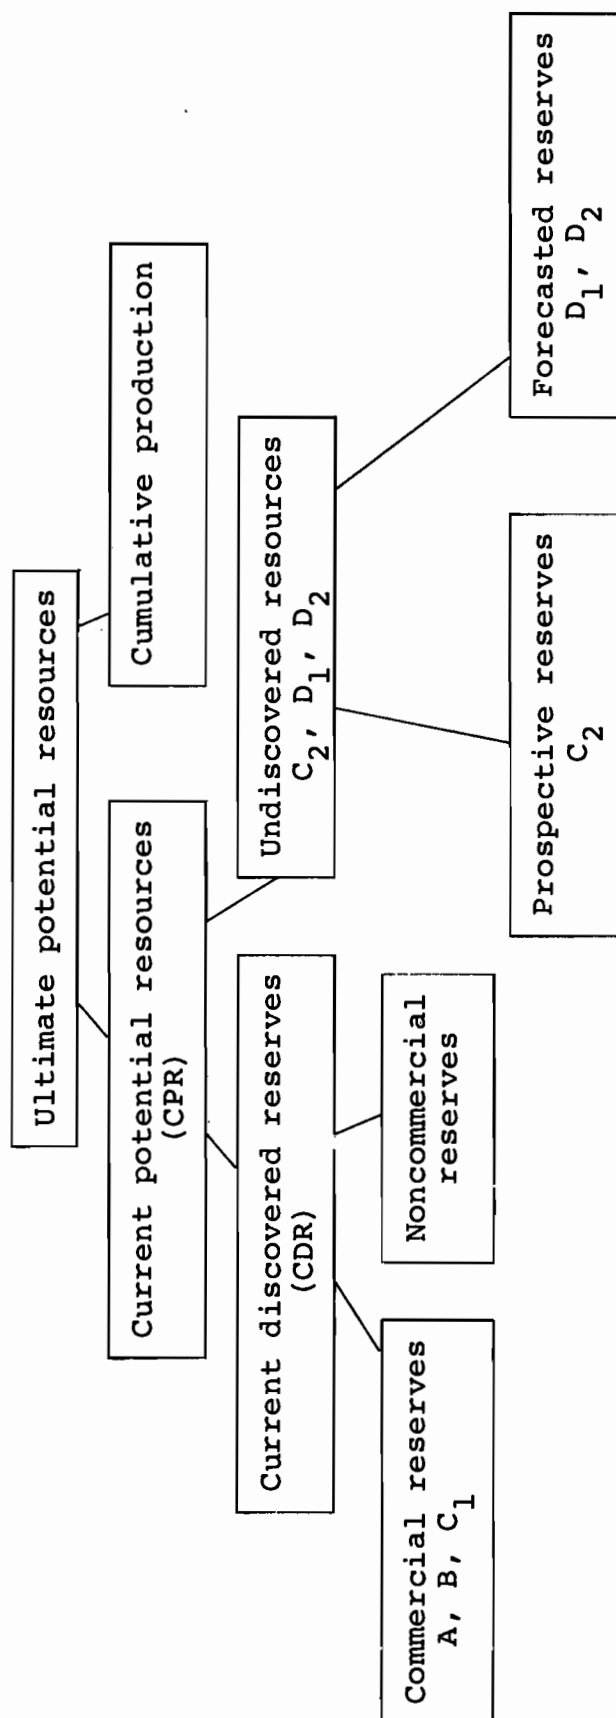 Ultimate potential resources
Current potential resources
(CPR)
Cumulative production
Current discovered reserves
(CDR)
Undiscovered resources
C₂, D₁, D₂
Commercial reserves
A, B, C₁
Noncommercial
reserves
Prospective reserves
C₂
Forecasted reserves
D₁, D₂